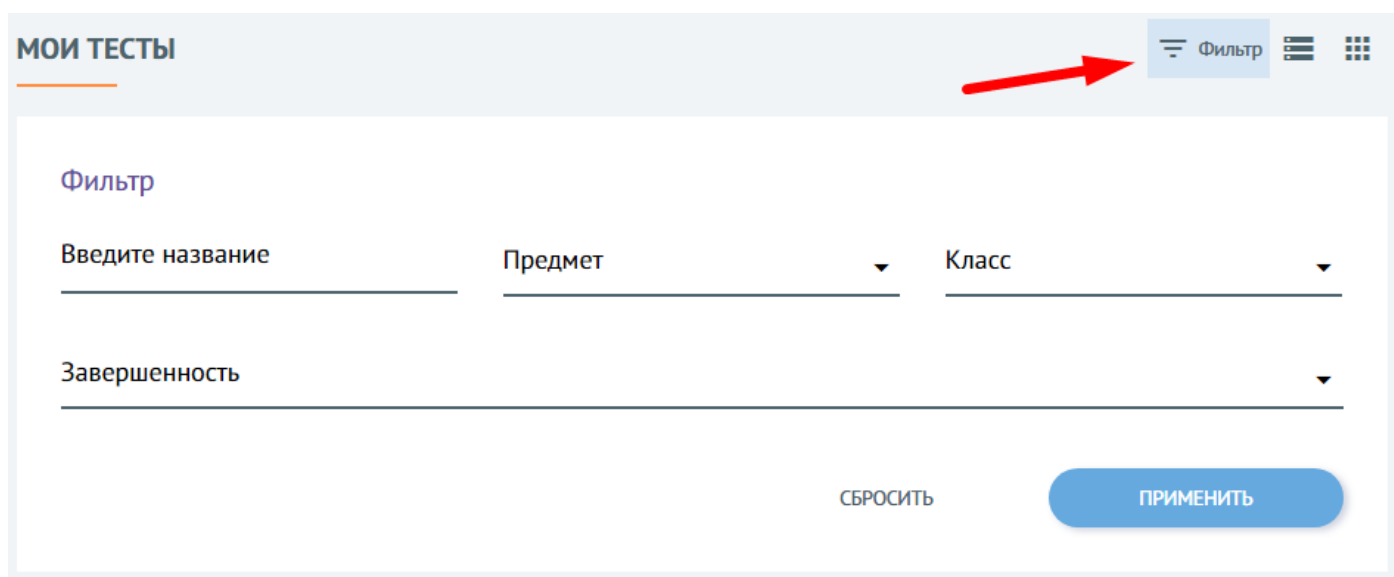 МОИ ТЕСТЫ
Фильтр
Фильтр
Введите название
Предмет
Класс
Завершенность
СБРОСИТЬ
ПРИМЕНИТЬ